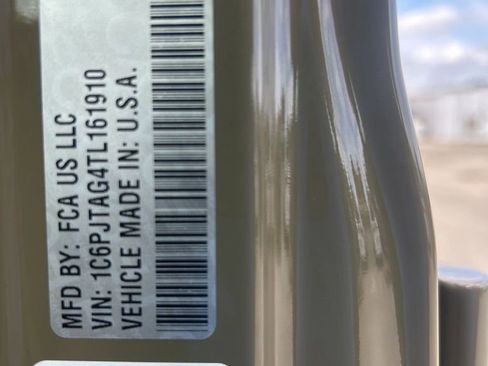 MFD BY: FCA US LLC
VIN: 1C6PJTAG4TL161910
VEHICLE MADE IN: U.S.A.